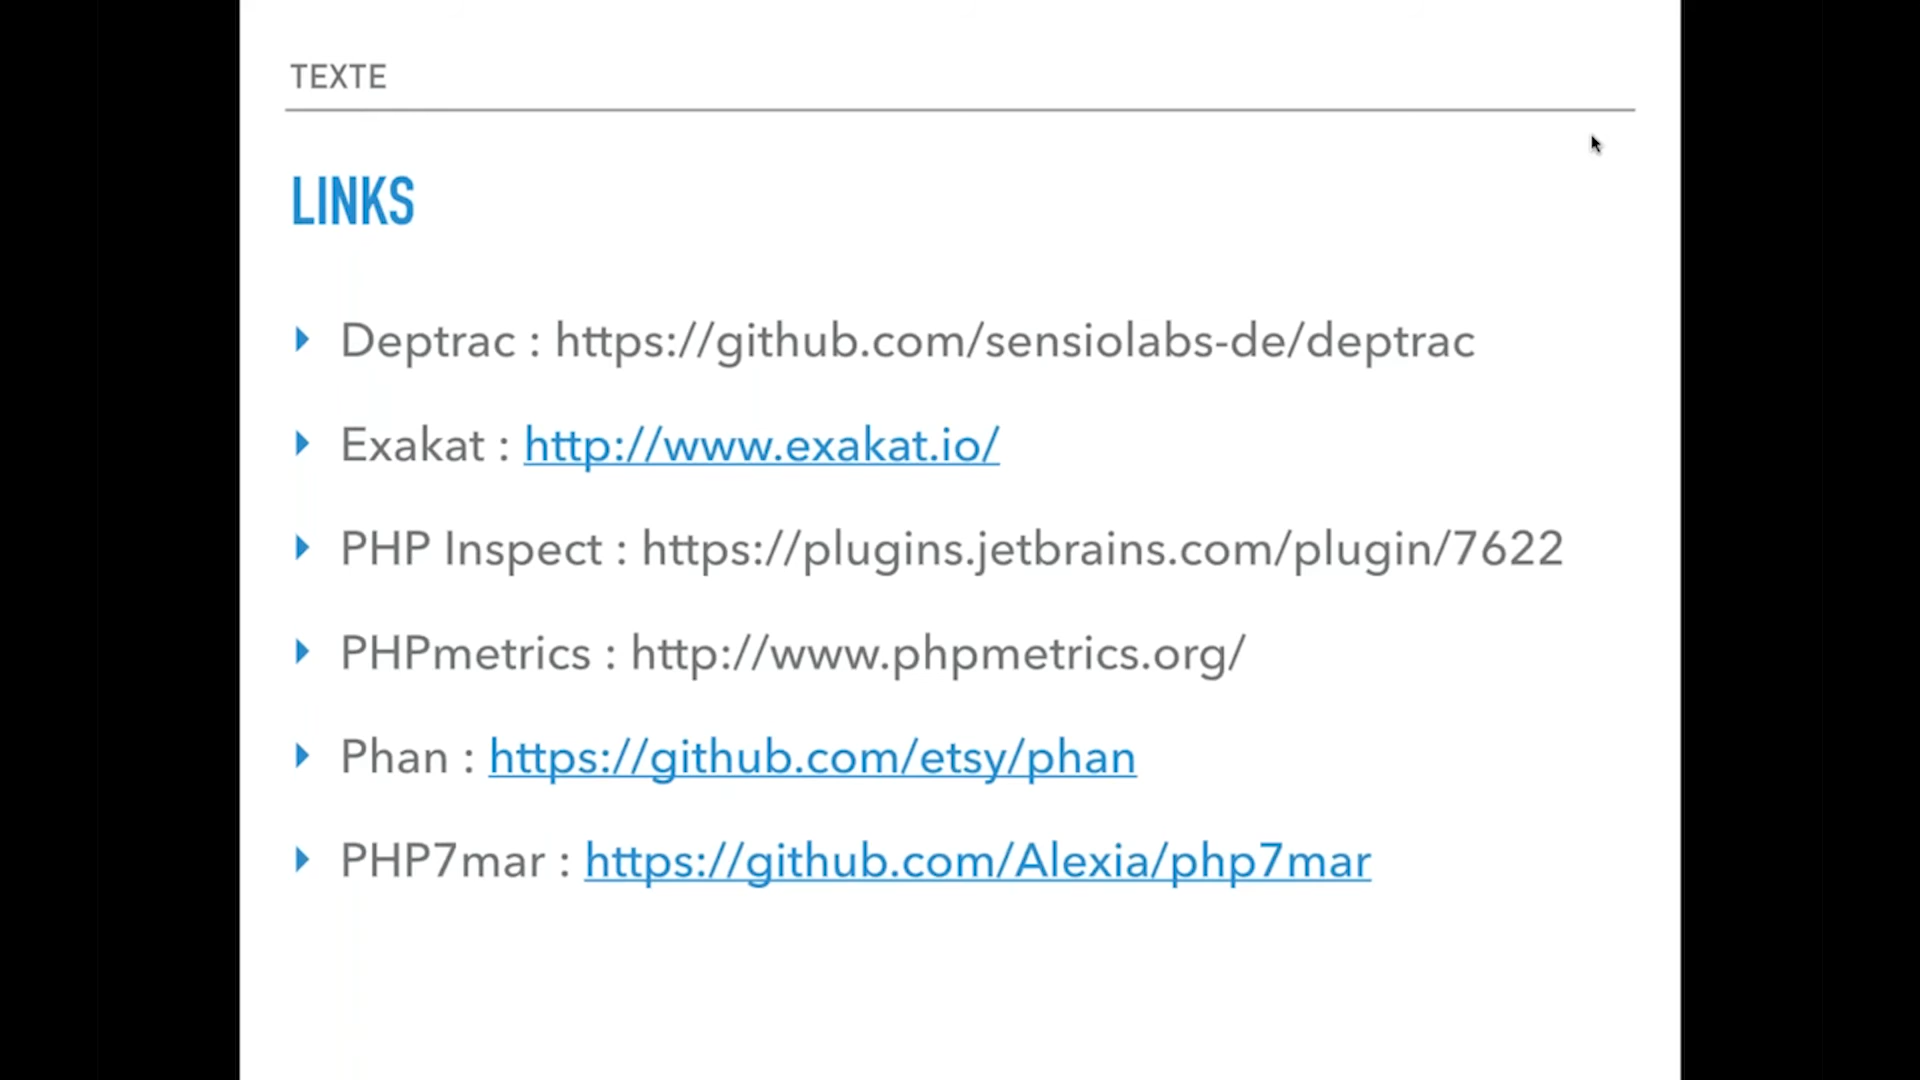 TEXTE
LINKS
Deptrac : https://github.com/sensiolabs-de/deptrac
Exakat : http://www.exakat.io/
PHP Inspect : https://plugins.jetbrains.com/plugin/7622
PHPmetrics : http://www.phpmetrics.org/
Phan : https://github.com/etsy/phan
PHP7mar : https://github.com/Alexia/php7mar